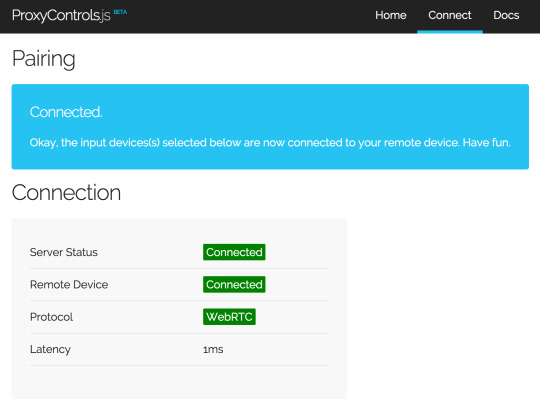 ProxyControls.js BETA Home Connect Docs
Pairing
Connected.
Okay, the input devices(s) selected below are now connected to your remote device. Have fun.
Connection
Server Status Connected
Remote Device Connected
Protocol WebRTC
Latency 1ms